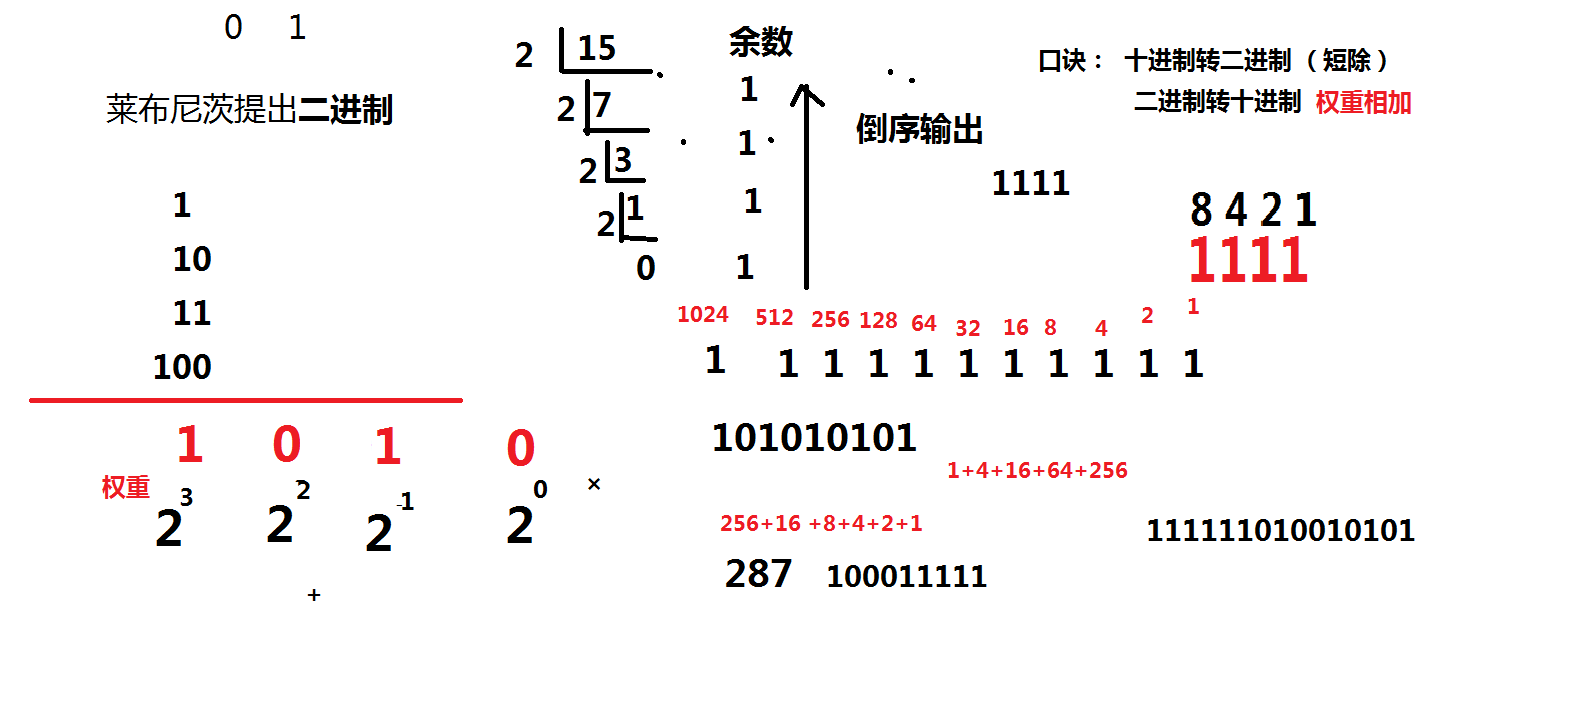 0 1
莱布尼茨提出二进制
1
10
11
100
1 0 1 0
权重
2^3 2^2 2^1 2^0 ×
+
2 15
2 7
2 3
2 1
0
余数
1
1
1
1
倒序输出
1111
口诀： 十进制转二进制（短除）
二进制转十进制 权重相加
8 4 2 1
1111
1024 512 256 128 64 32 16 8 4 2 1
1 1 1 1 1 1 1 1 1 1 1
101010101
1+4+16+64+256
256+16 +8+4+2+1
287 100011111
111111010010101